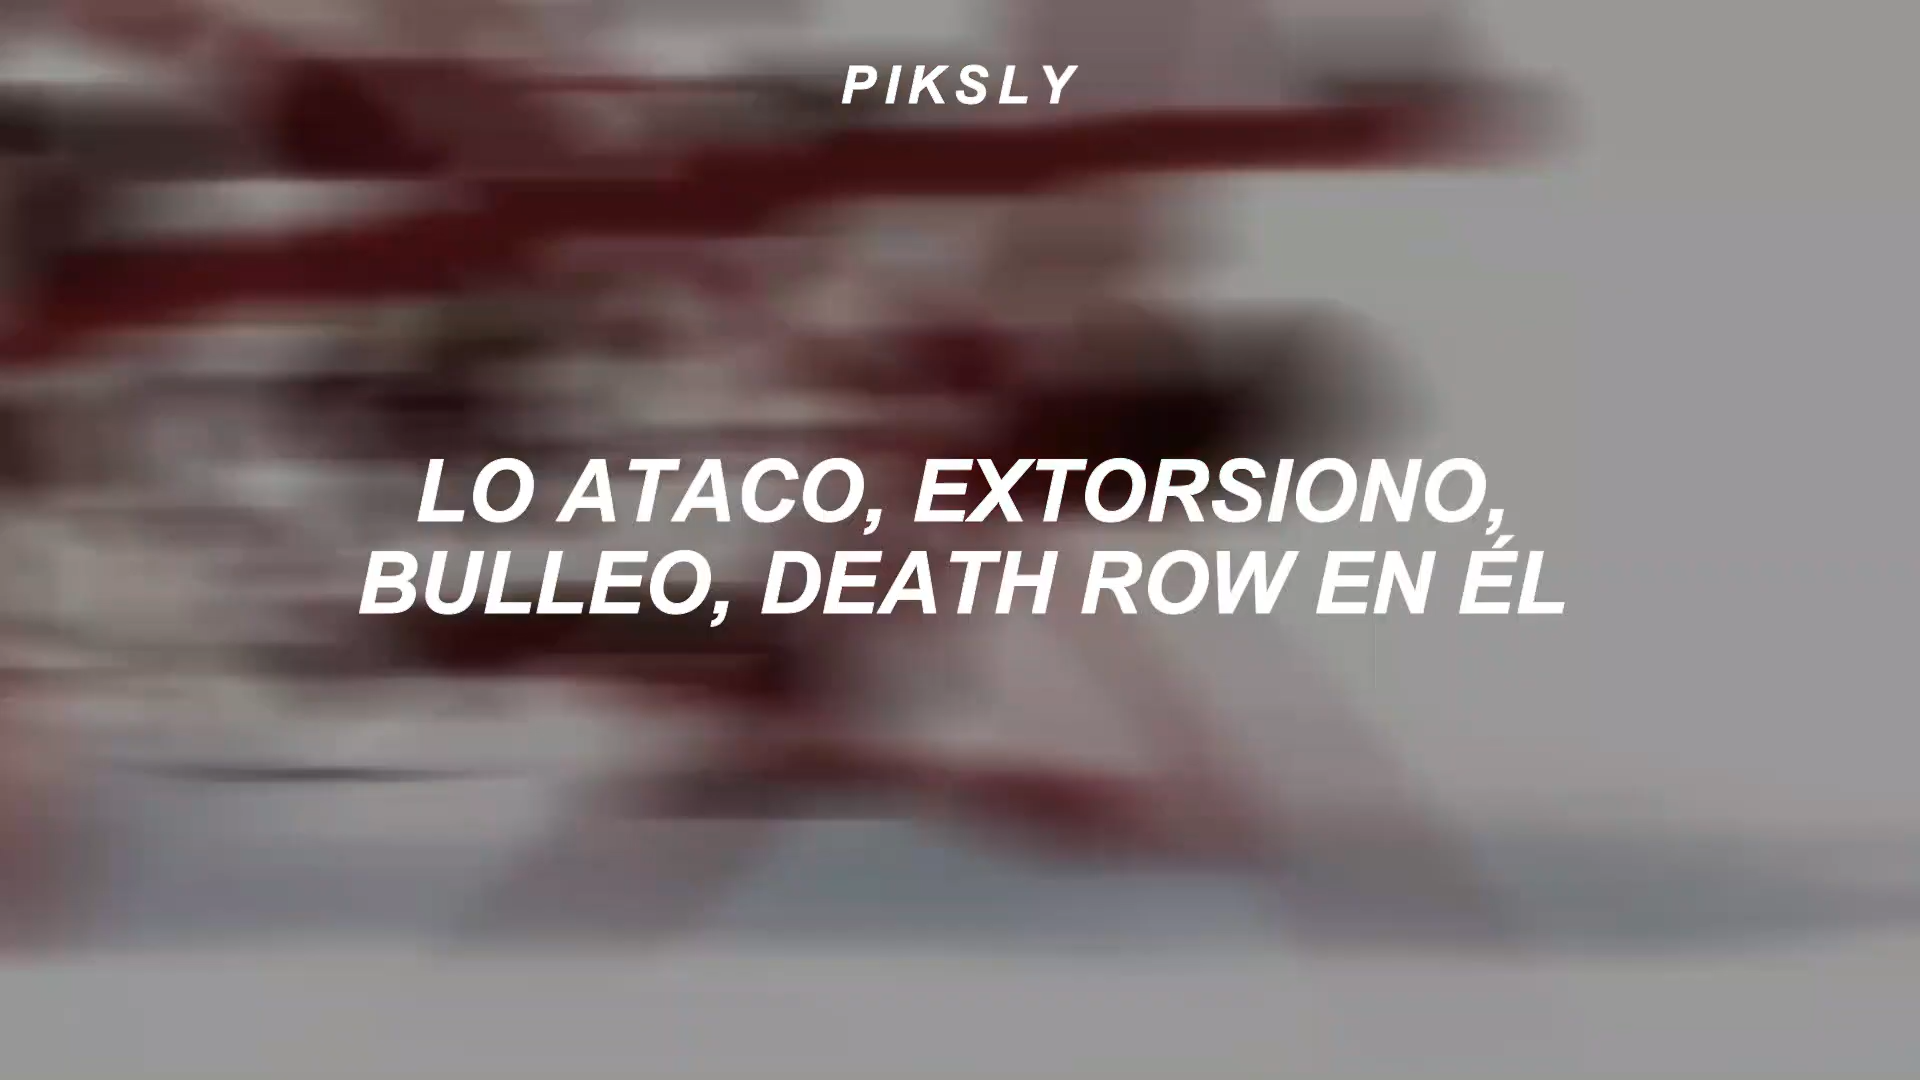 PIKSLY
LO ATACO, EXTORSIONO,
BULLEO, DEATH ROW EN ÉL